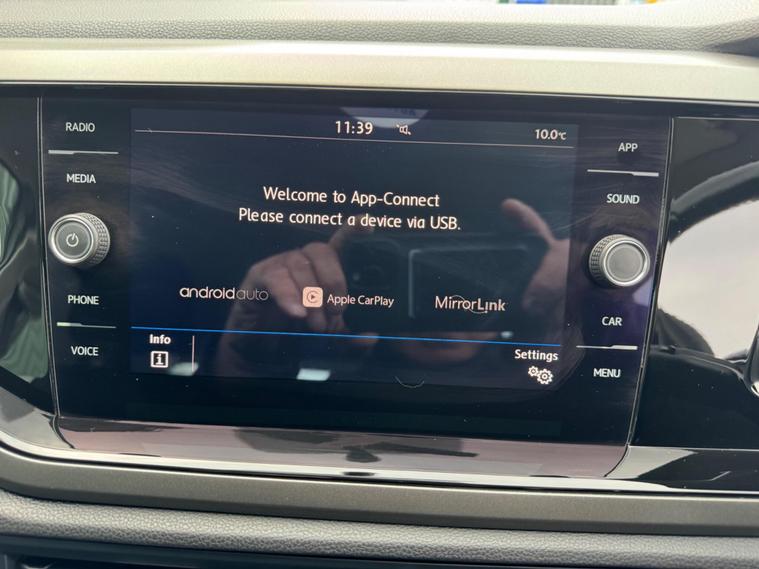 RADIO
MEDIA
PHONE
VOICE
11:39
10.0°C
Welcome to App-Connect
Please connect a device via USB.
androidauto
Apple CarPlay
MirrorLink
Info
i
Settings
APP
SOUND
CAR
MENU